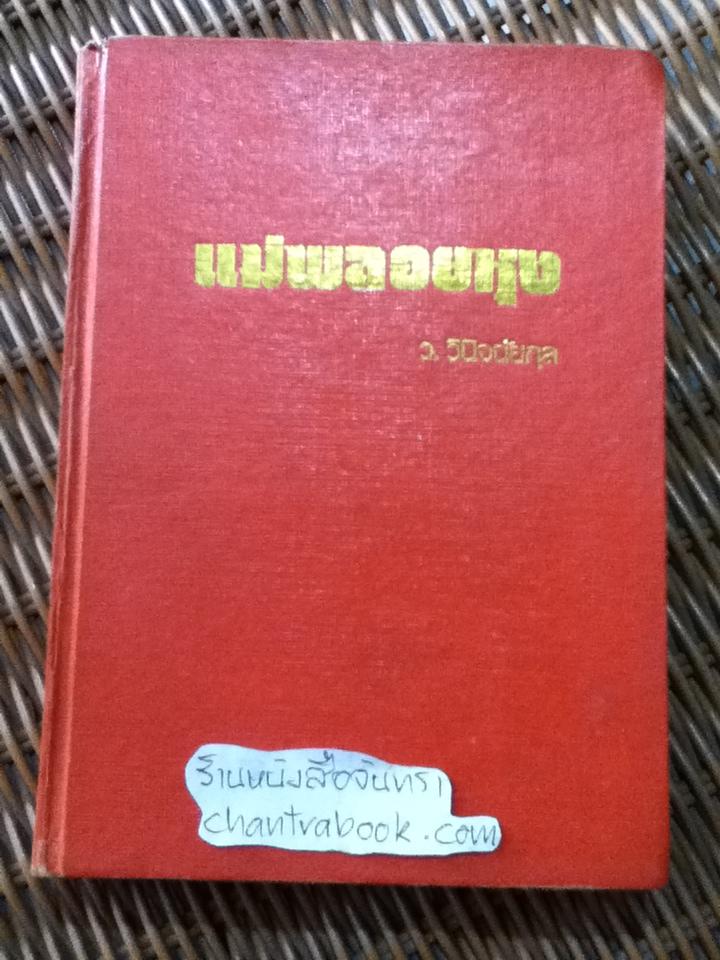 แม่พลอยหุง
ว. วินิจฉัยกุล
ร้านหนังสือจันทรา
chantrabook.com